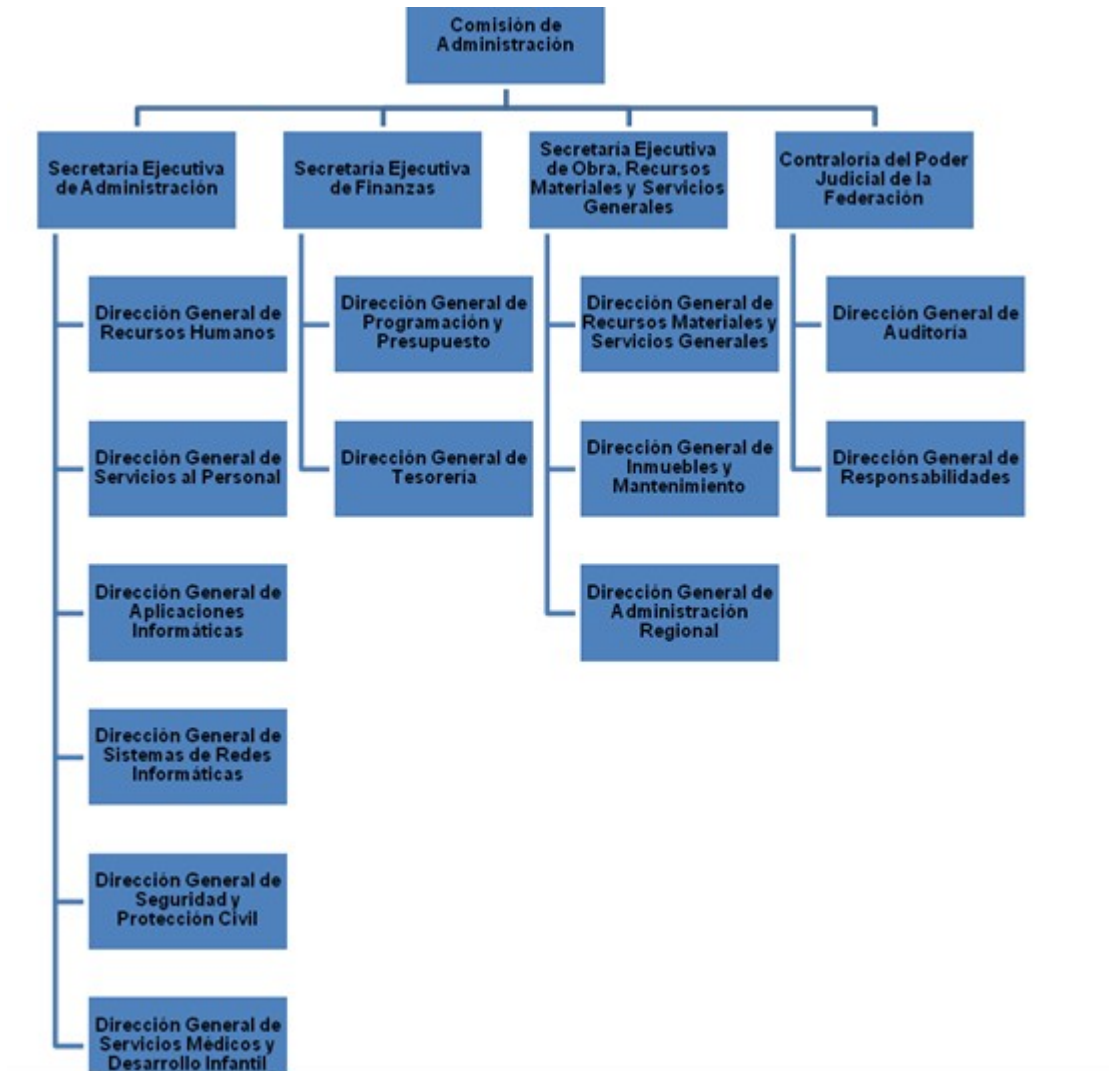 Comisión de
Administración
Secretaría Ejecutiva
de Administración
Secretaría Ejecutiva
de Finanzas
Secretaría Ejecutiva
de Obra, Recursos
Materiales y Servicios
Generales
Contraloría del Poder
Judicial de la
Federación
Dirección General de
Recursos Humanos
Dirección General de
Programación y
Presupuesto
Dirección General de
Recursos Materiales y
Servicios Generales
Dirección General de
Auditoría
Dirección General de
Servicios al Personal
Dirección General de
Tesorería
Dirección General de
Inmuebles y
Mantenimiento
Dirección General de
Responsabilidades
Dirección General de
Aplicaciones
Informáticas
Dirección General de
Administración
Regional
Dirección General de
Sistemas de Redes
Informáticas
Dirección General de
Seguridad y
Protección Civil
Dirección General de
Servicios Médicos y
Desarrollo Infantil